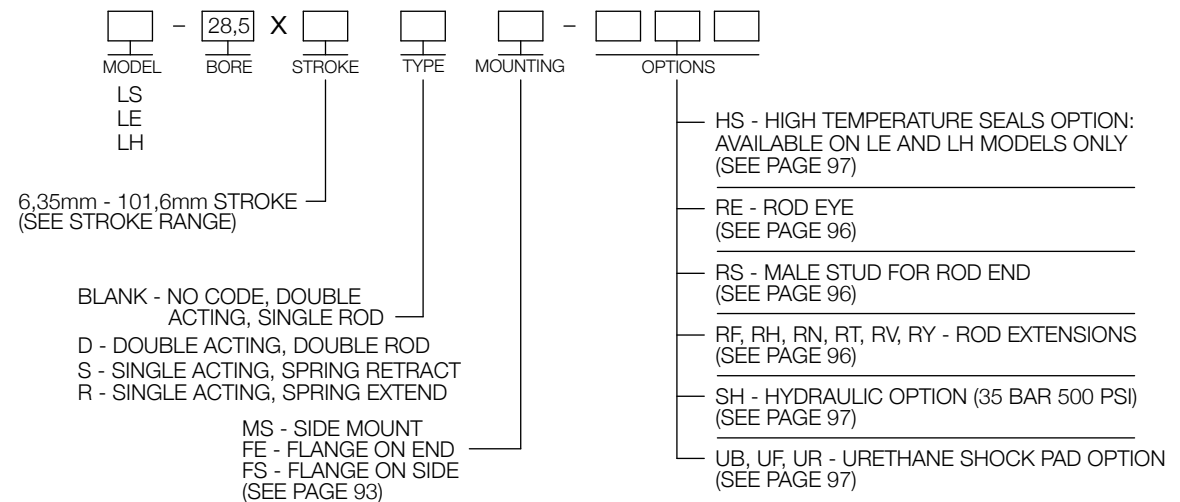 – 28,5 X –
MODEL BORE STROKE TYPE MOUNTING OPTIONS
LS
LE
LH
6,35mm - 101,6mm STROKE
(SEE STROKE RANGE)
BLANK - NO CODE, DOUBLE
ACTING, SINGLE ROD
D - DOUBLE ACTING, DOUBLE ROD
S - SINGLE ACTING, SPRING RETRACT
R - SINGLE ACTING, SPRING EXTEND
MS - SIDE MOUNT
FE - FLANGE ON END
FS - FLANGE ON SIDE
(SEE PAGE 93)
HS - HIGH TEMPERATURE SEALS OPTION:
AVAILABLE ON LE AND LH MODELS ONLY
(SEE PAGE 97)
RE - ROD EYE
(SEE PAGE 96)
RS - MALE STUD FOR ROD END
(SEE PAGE 96)
RF, RH, RN, RT, RV, RY - ROD EXTENSIONS
(SEE PAGE 96)
SH - HYDRAULIC OPTION (35 BAR 500 PSI)
(SEE PAGE 97)
UB, UF, UR - URETHANE SHOCK PAD OPTION
(SEE PAGE 97)